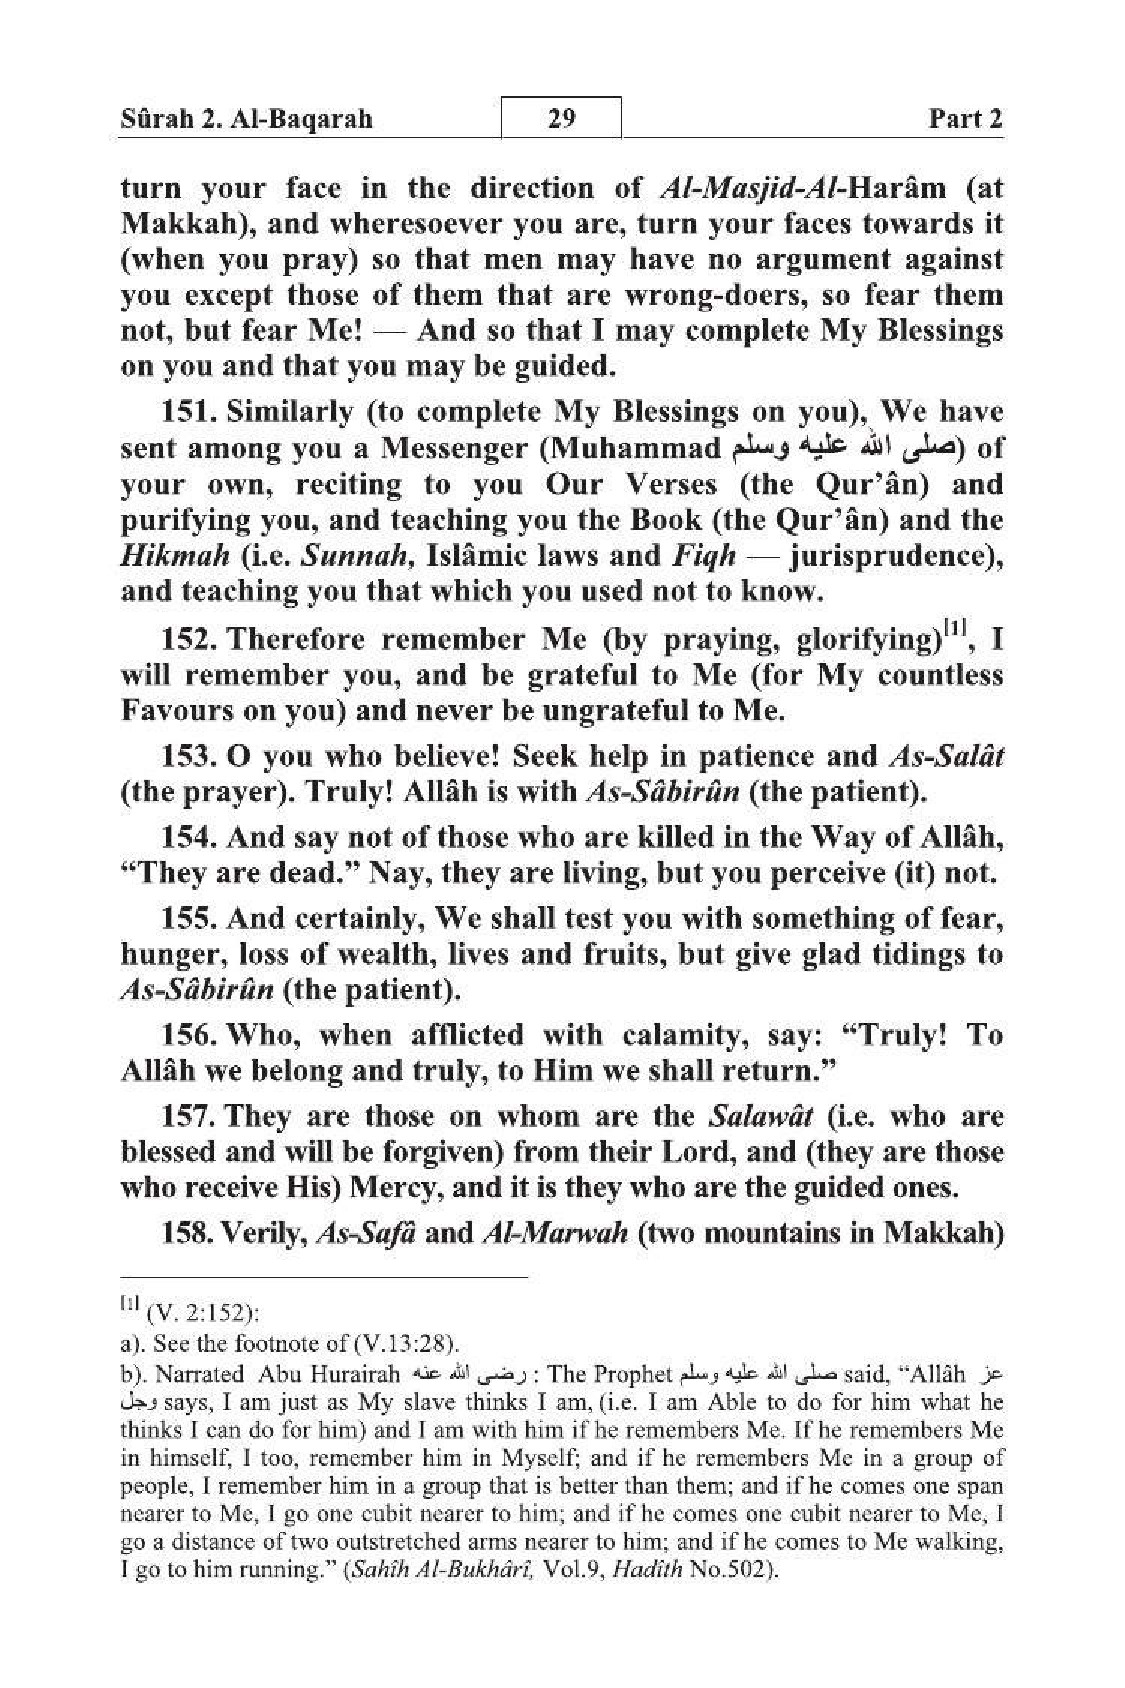 Sûrah 2. Al-Baqarah 29 Part 2
turn your face in the direction of Al-Masjid-Al-Harâm (at
Makkah), and wheresoever you are, turn your faces towards it
(when you pray) so that men may have no argument against
you except those of them that are wrong-doers, so fear them
not, but fear Me! — And so that I may complete My Blessings
on you and that you may be guided.
151. Similarly (to complete My Blessings on you), We have
sent among you a Messenger (Muhammad صلى الله عليه وسلم) of
your own, reciting to you Our Verses (the Qur’ân) and
purifying you, and teaching you the Book (the Qur’ân) and the
Hikmah (i.e. Sunnah, Islâmic laws and Fiqh — jurisprudence),
and teaching you that which you used not to know.
152. Therefore remember Me (by praying, glorifying)[1], I
will remember you, and be grateful to Me (for My countless
Favours on you) and never be ungrateful to Me.
153. O you who believe! Seek help in patience and As-Salât
(the prayer). Truly! Allâh is with As-Sâbirûn (the patient).
154. And say not of those who are killed in the Way of Allâh,
“They are dead.” Nay, they are living, but you perceive (it) not.
155. And certainly, We shall test you with something of fear,
hunger, loss of wealth, lives and fruits, but give glad tidings to
As-Sâbirûn (the patient).
156. Who, when afflicted with calamity, say: “Truly! To
Allâh we belong and truly, to Him we shall return.”
157. They are those on whom are the Salawât (i.e. who are
blessed and will be forgiven) from their Lord, and (they are those
who receive His) Mercy, and it is they who are the guided ones.
158. Verily, As-Safâ and Al-Marwah (two mountains in Makkah)
[1] (V. 2:152):
a). See the footnote of (V.13:28).
b). Narrated Abu Hurairah رضى الله عنه : The Prophet صلى الله عليه وسلم said, “Allâh عز
وجل says, I am just as My slave thinks I am, (i.e. I am Able to do for him what he
thinks I can do for him) and I am with him if he remembers Me. If he remembers Me
in himself, I too, remember him in Myself; and if he remembers Me in a group of
people, I remember him in a group that is better than them; and if he comes one span
nearer to Me, I go one cubit nearer to him; and if he comes one cubit nearer to Me, I
go a distance of two outstretched arms nearer to him; and if he comes to Me walking,
I go to him running.” (Sahîh Al-Bukhârî, Vol.9, Hadîth No.502).